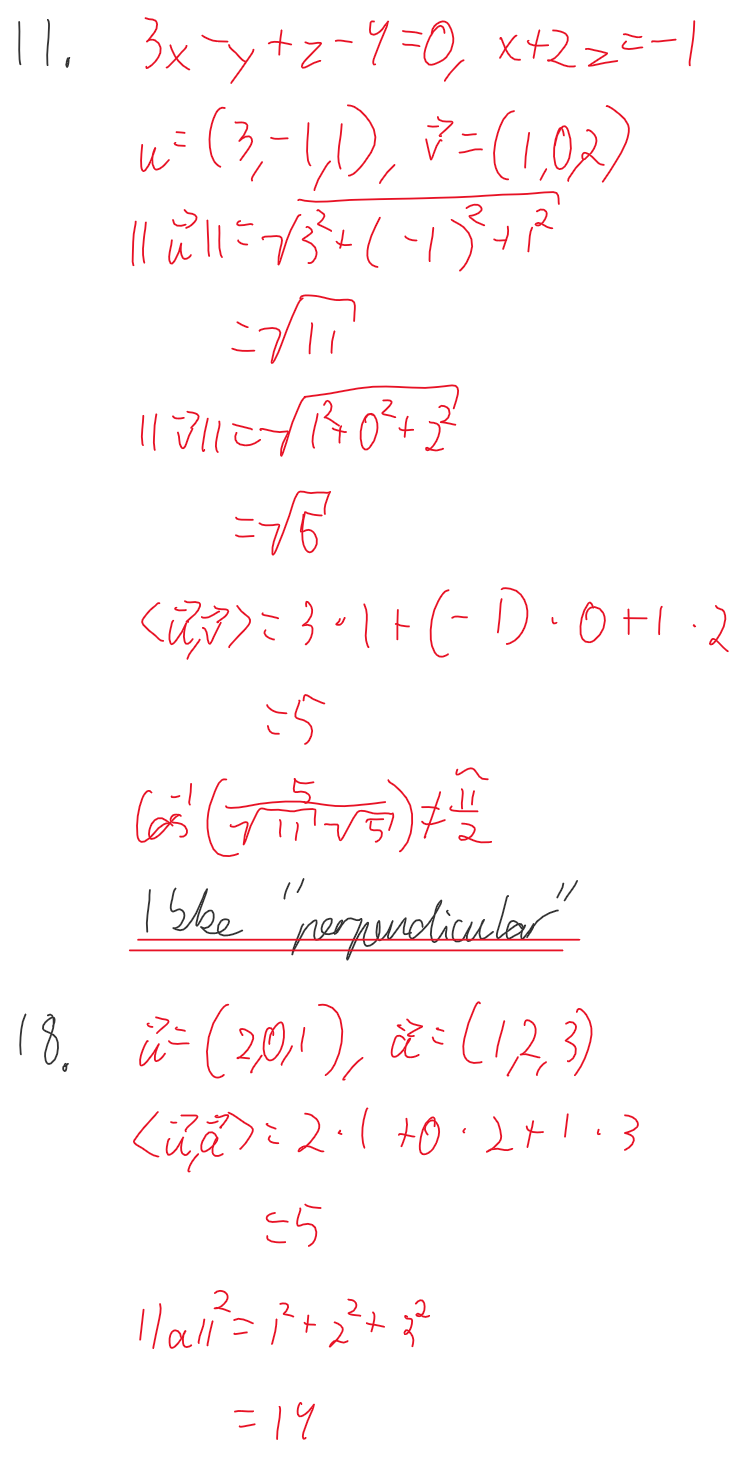 11. 3x-y+z-4=0, x+2z=-1
u=(3,-1,1), v⃗=(1,0,2)
||u⃗||=√(3²+(-1)²+1²)
=√11
||v⃗||=√(1²+0²+2²)
=√5
<u⃗,v⃗>=3·1+(-1)·0+1·2
=5
cos⁻¹(5/(√11√5))≠π/2
"perpendicular"
18. u⃗=(2,0,1), a⃗=(1,2,3)
<u⃗,a⃗>=2·1+0·2+1·3
=5
||a||²=1²+2²+3²
=14